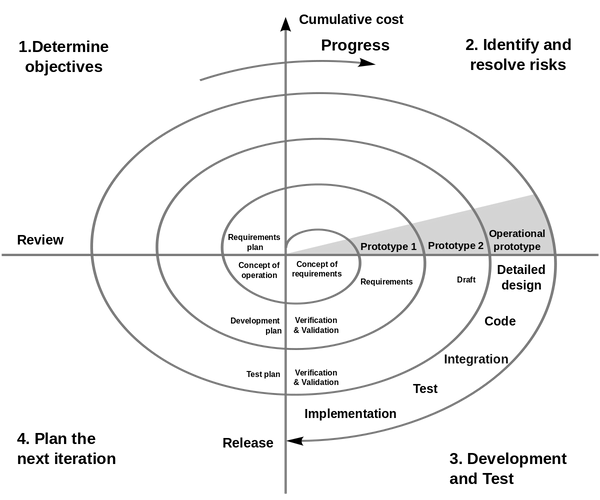 Cumulative cost
Progress
1.Determine
objectives
2. Identify and
resolve risks
Review
Requirements
plan
Prototype 1
Prototype 2
Operational
prototype
Concept of
operation
Concept of
requirements
Requirements
Draft
Detailed
design
Development
plan
Verification
& Validation
Code
Test plan
Verification
& Validation
Integration
Test
Implementation
Release
4. Plan the
next iteration
3. Development
and Test